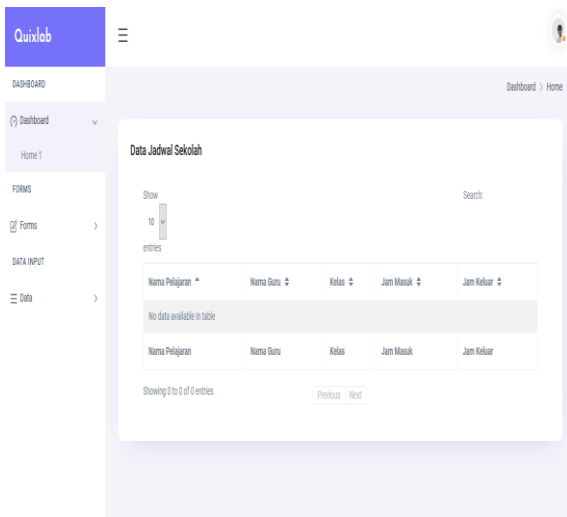 Quixlab
DASHBOARD
Dashboard
Home 1
FORMS
Forms
DATA INPUT
Data
Dashboard > Home
Data Jadwal Sekolah
Show
10
entries
Search:
Nama Pelajaran Nama Guru Kelas Jam Masuk Jam Keluar
No data available in table
Nama Pelajaran Nama Guru Kelas Jam Masuk Jam Keluar
Showing 0 to 0 of 0 entries
Previous Next